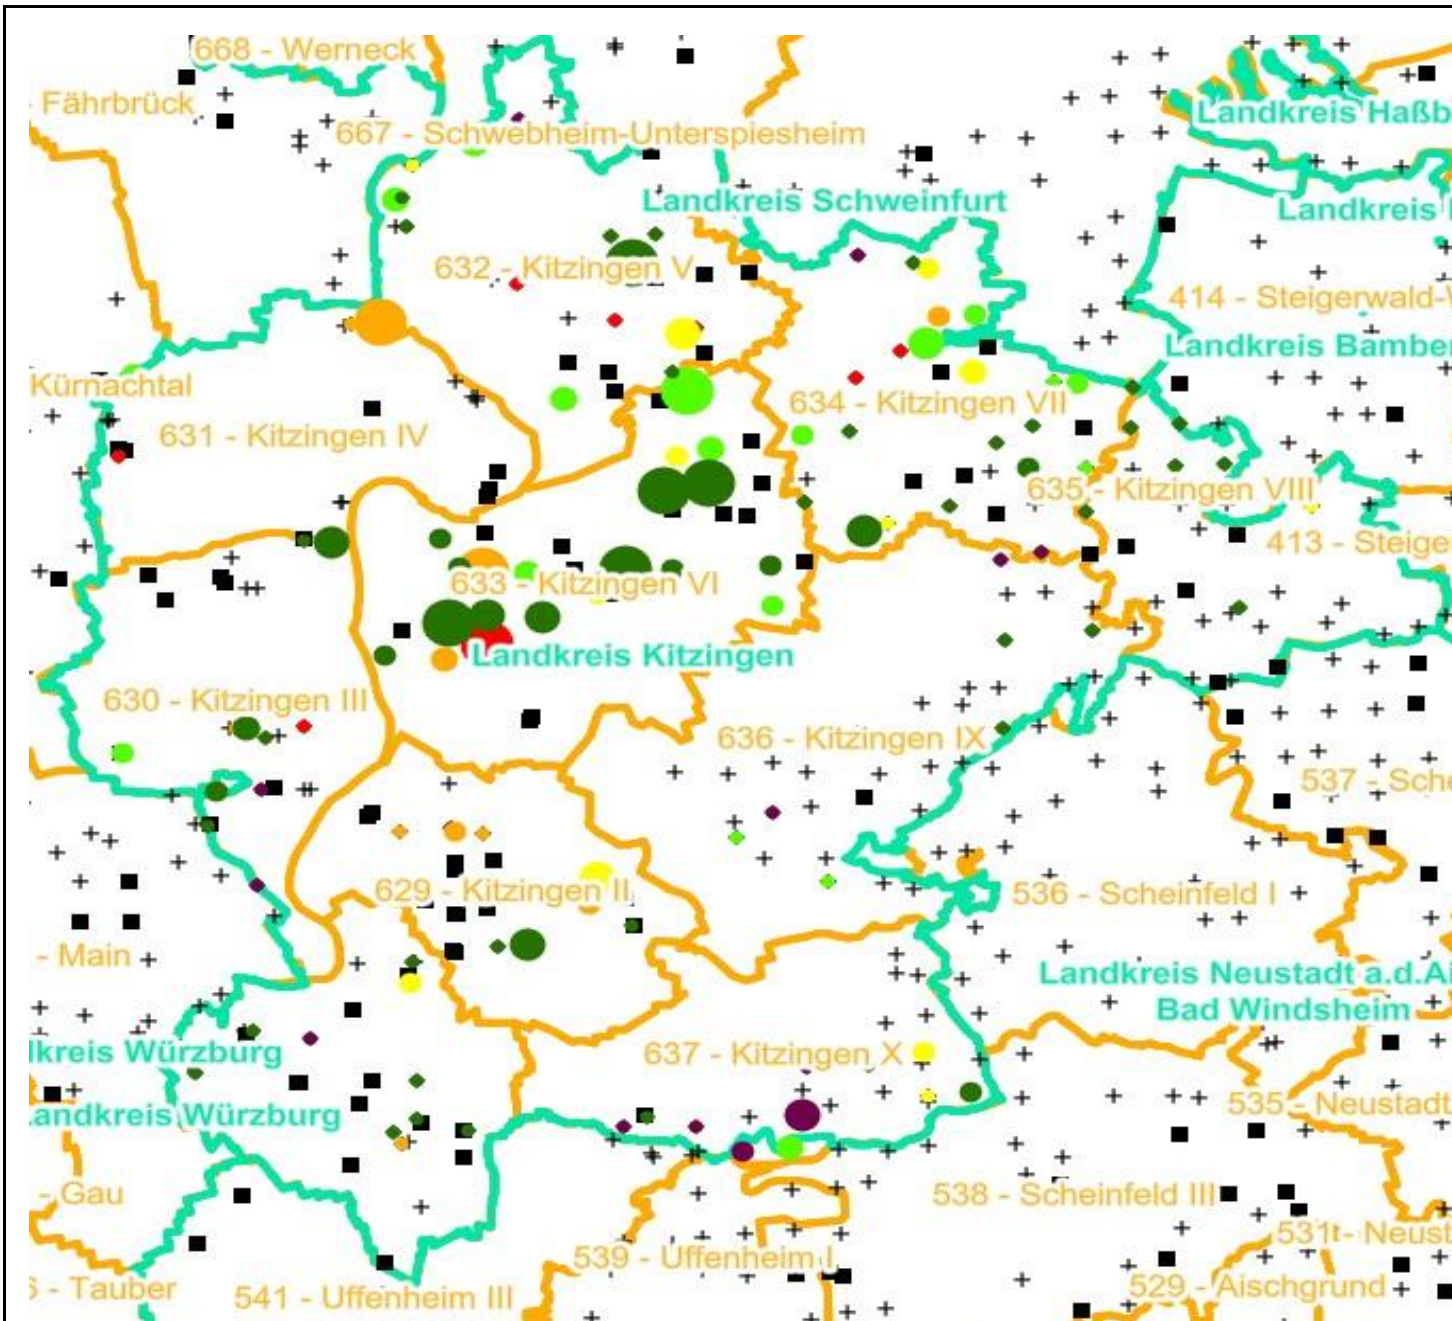 668 - Werneck
Fährbrück
667 - Schwebheim-Unterspiesheim
Landkreis Haßb
Landkreis Schweinfurt
Landkreis
632 - Kitzingen V
414 - Steigerwald-
Landkreis Bamber
Kürnachtal
634 - Kitzingen VII
631 - Kitzingen IV
635 - Kitzingen VIII
413 - Steige
633 - Kitzingen VI
Landkreis Kitzingen
630 - Kitzingen III
636 - Kitzingen IX
537 - Sche
629 - Kitzingen II
536 - Scheinfeld I
- Main
Landkreis Neustadt a.d.Ai
Bad Windsheim
lkreis Würzburg
637 - Kitzingen X
andkreis Würzburg
535 - Neustadt
- Gau
538 - Scheinfeld III
531 - Neust
539 - Uffenheim I
6 - Tauber
541 - Uffenheim III
529 - Aischgrund